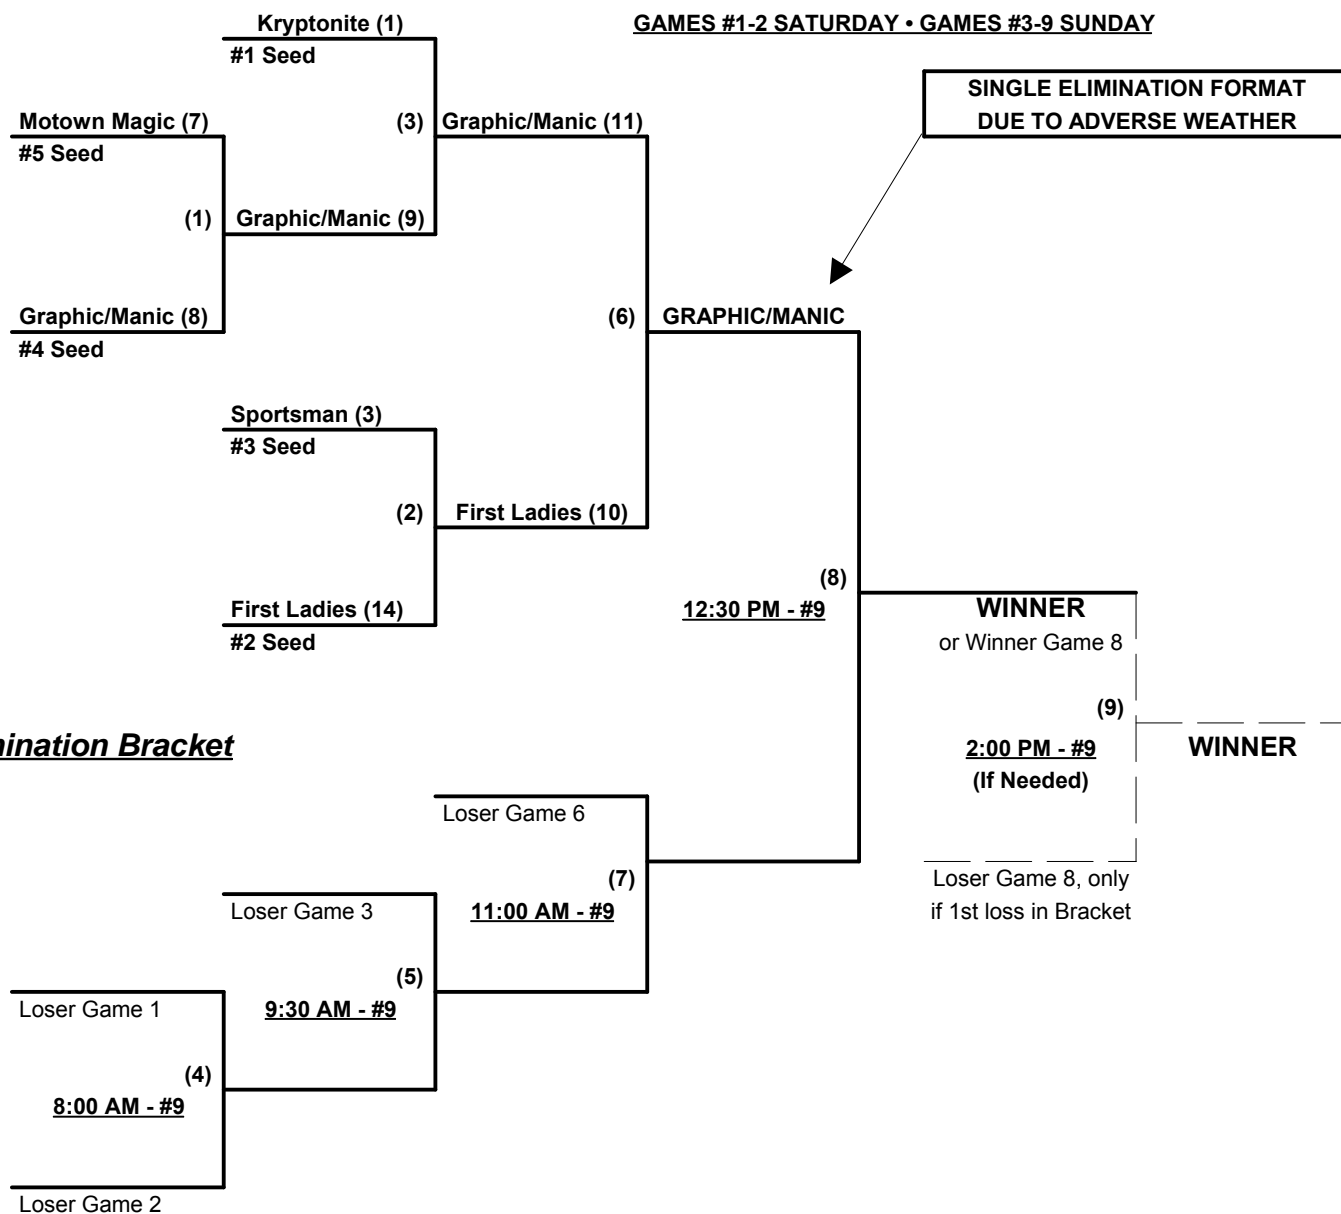 Kryptonite (1)
GAMES #1-2 SATURDAY • GAMES #3-9 SUNDAY
#1 Seed
SINGLE ELIMINATION FORMAT
DUE TO ADVERSE WEATHER
Motown Magic (7)
(3)
Graphic/Manic (11)
#5 Seed
(1)
Graphic/Manic (9)
Graphic/Manic (8)
(6)
GRAPHIC/MANIC
#4 Seed
Sportsman (3)
#3 Seed
(2)
First Ladies (10)
(8)
First Ladies (14)
12:30 PM - #9
WINNER
#2 Seed
or Winner Game 8
(9)
mination Bracket
2:00 PM - #9
WINNER
(If Needed)
Loser Game 6
(7)
Loser Game 8, only
Loser Game 3
11:00 AM - #9
if 1st loss in Bracket
(5)
Loser Game 1
9:30 AM - #9
(4)
8:00 AM - #9
Loser Game 2